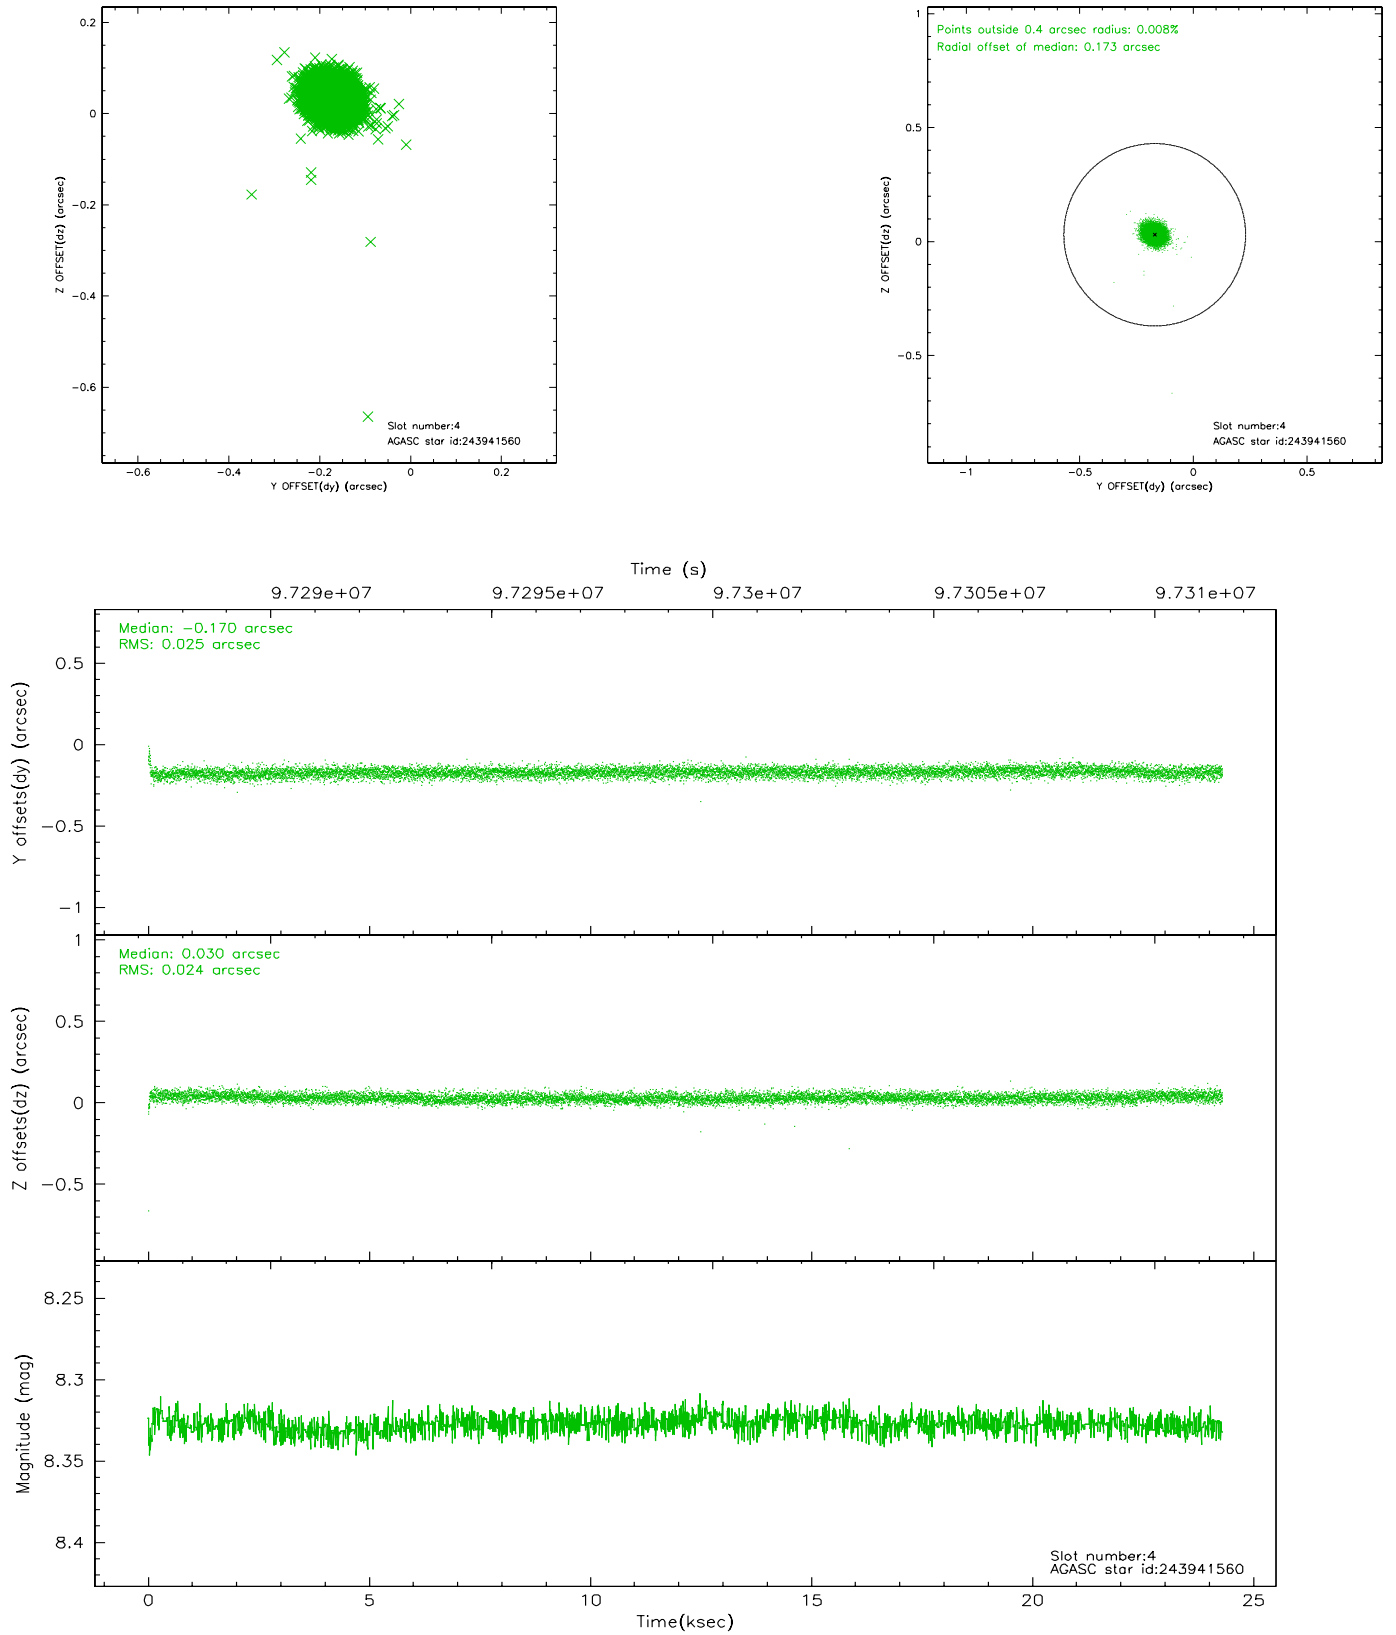 Points outside 0.4 arcsec radius: 0.008%
Radial offset of median: 0.173 arcsec
0.2
0
−0.2
−0.4
−0.6
Z OFFSET(dz) (arcsec)
−0.6
−0.4
−0.2
0
0.2
Y OFFSET(dy) (arcsec)
Slot number:4
AGASC star id:243941560
1
0.5
0
−0.5
Z OFFSET(dz) (arcsec)
−1
−0.5
0
0.5
Y OFFSET(dy) (arcsec)
Slot number:4
AGASC star id:243941560
Time (s)
9.729e+07
9.7295e+07
9.73e+07
9.7305e+07
9.731e+07
Median: −0.170 arcsec
RMS: 0.025 arcsec
0.5
0
−0.5
−1
Y offsets(dy) (arcsec)
Median: 0.030 arcsec
RMS: 0.024 arcsec
1
0.5
0
−0.5
Z offsets(dz) (arcsec)
8.25
8.3
8.35
8.4
Magnitude (mag)
Slot number:4
AGASC star id:243941560
0
5
10
15
20
25
Time(ksec)